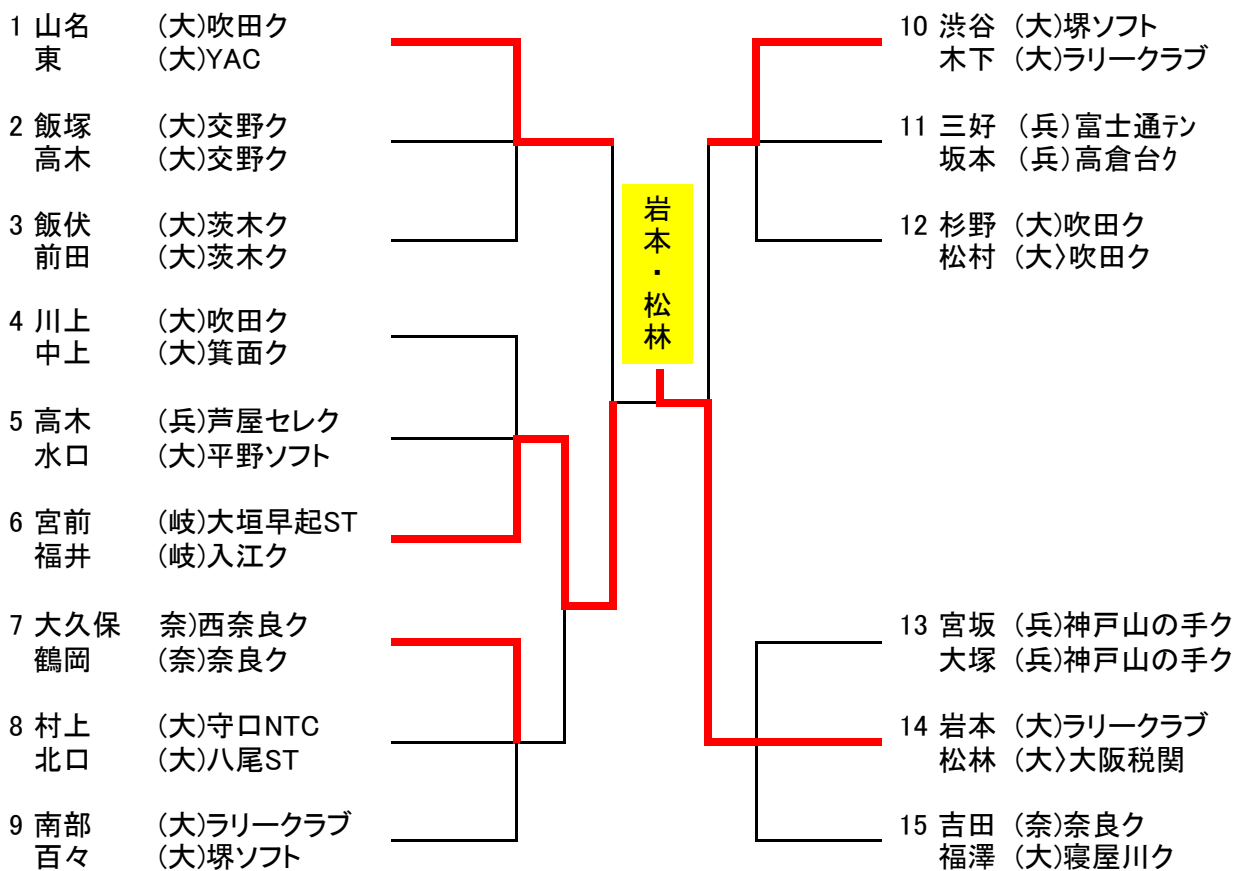 1 山名 (大)吹田ク
東 (大)YAC
2 飯塚 (大)交野ク
高木 (大)交野ク
3 飯伏 (大)茨木ク
前田 (大)茨木ク
4 川上 (大)吹田ク
中上 (大)箕面ク
5 高木 (兵)芦屋セレク
水口 (大)平野ソフト
6 宮前 (岐)大垣早起ST
福井 (岐)入江ク
7 大久保 奈)西奈良ク
鶴岡 (奈)奈良ク
8 村上 (大)守口NTC
北口 (大)八尾ST
9 南部 (大)ラリークラブ
百々 (大)堺ソフト
岩本・松林
10 渋谷 (大)堺ソフト
木下 (大)ラリークラブ
11 三好 (兵)富士通テン
坂本 (兵)高倉台ク
12 杉野 (大)吹田ク
松村 (大〉吹田ク
13 宮坂 (兵)神戸山の手ク
大塚 (兵)神戸山の手ク
14 岩本 (大)ラリークラブ
松林 (大〉大阪税関
15 吉田 (奈)奈良ク
福澤 (大)寝屋川ク